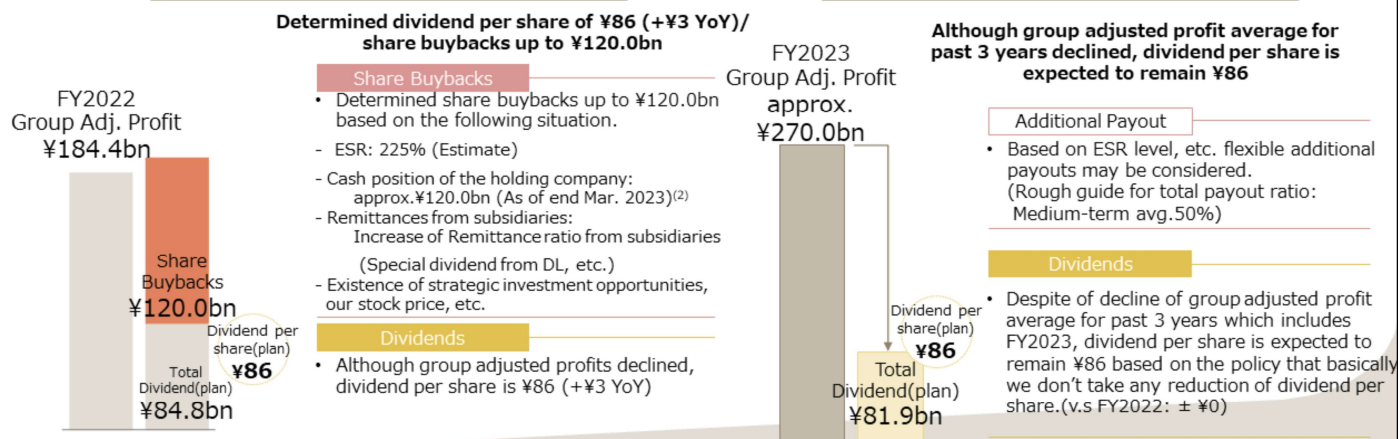 Determined dividend per share of ¥86 (+¥3 YoY)/
share buybacks up to ¥120.0bn
FY2022
Group Adj. Profit
¥184.4bn
Share
Buybacks
¥120.0bn
Dividend per
share(plan)
¥86
Total
Dividend(plan)
¥84.8bn
Share Buybacks
• Determined share buybacks up to ¥120.0bn
based on the following situation.
- ESR: 225% (Estimate)
- Cash position of the holding company:
approx.¥120.0bn (As of end Mar. 2023)(2)
- Remittances from subsidiaries:
Increase of Remittance ratio from subsidiaries
(Special dividend from DL, etc.)
- Existence of strategic investment opportunities,
our stock price, etc.
Dividends
• Although group adjusted profits declined,
dividend per share is ¥86 (+¥3 YoY)
FY2023
Group Adj. Profit
approx.
¥270.0bn
Dividend per
share(plan)
¥86
Total
Dividend(plan)
¥81.9bn
Although group adjusted profit average for
past 3 years declined, dividend per share is
expected to remain ¥86
Additional Payout
• Based on ESR level, etc. flexible additional
payouts may be considered.
(Rough guide for total payout ratio:
Medium-term avg.50%)
Dividends
• Despite of decline of group adjusted profit
average for past 3 years which includes
FY2023, dividend per share is expected to
remain ¥86 based on the policy that basically
we don't take any reduction of dividend per
share.(v.s FY2022: ± ¥0)